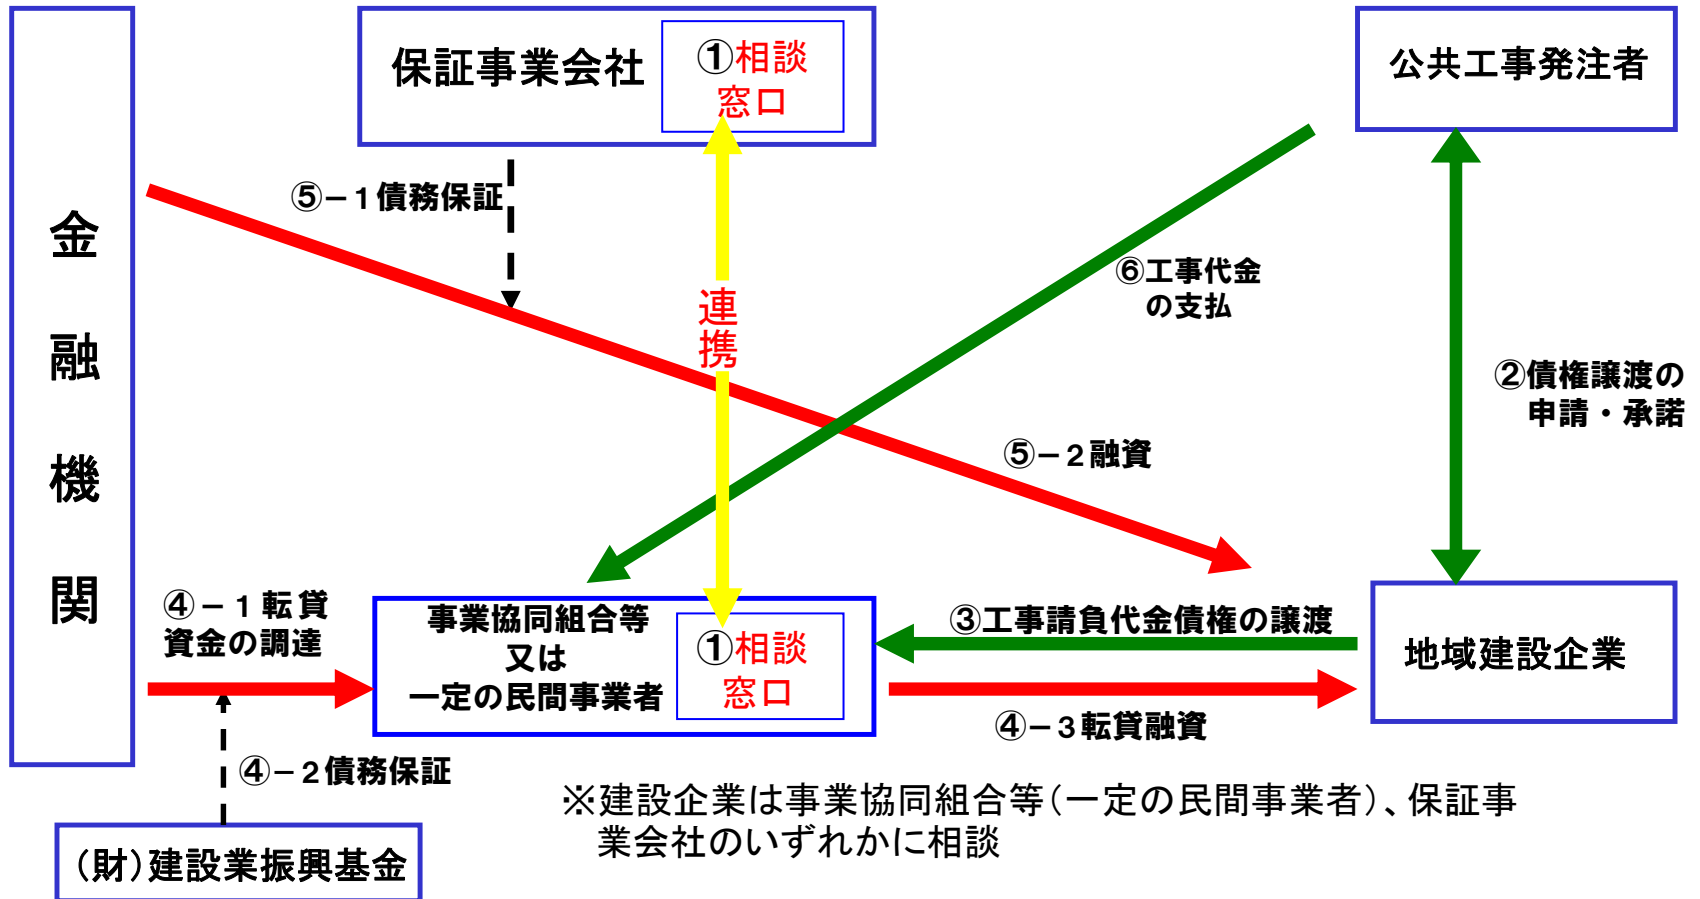 保証事業会社
①相談
窓口
公共工事発注者
金
融
機
関
⑤－１債務保証
連
携
⑥工事代金
の支払
②債権譲渡の
申請・承諾
⑤－２融資
④－１転貸
資金の調達
事業協同組合等
又は
一定の民間事業者
①相談
窓口
③工事請負代金債権の譲渡
地域建設企業
④－３転貸融資
④－２債務保証
（財）建設業振興基金
※建設企業は事業協同組合等（一定の民間事業者）、保証事
業会社のいずれかに相談